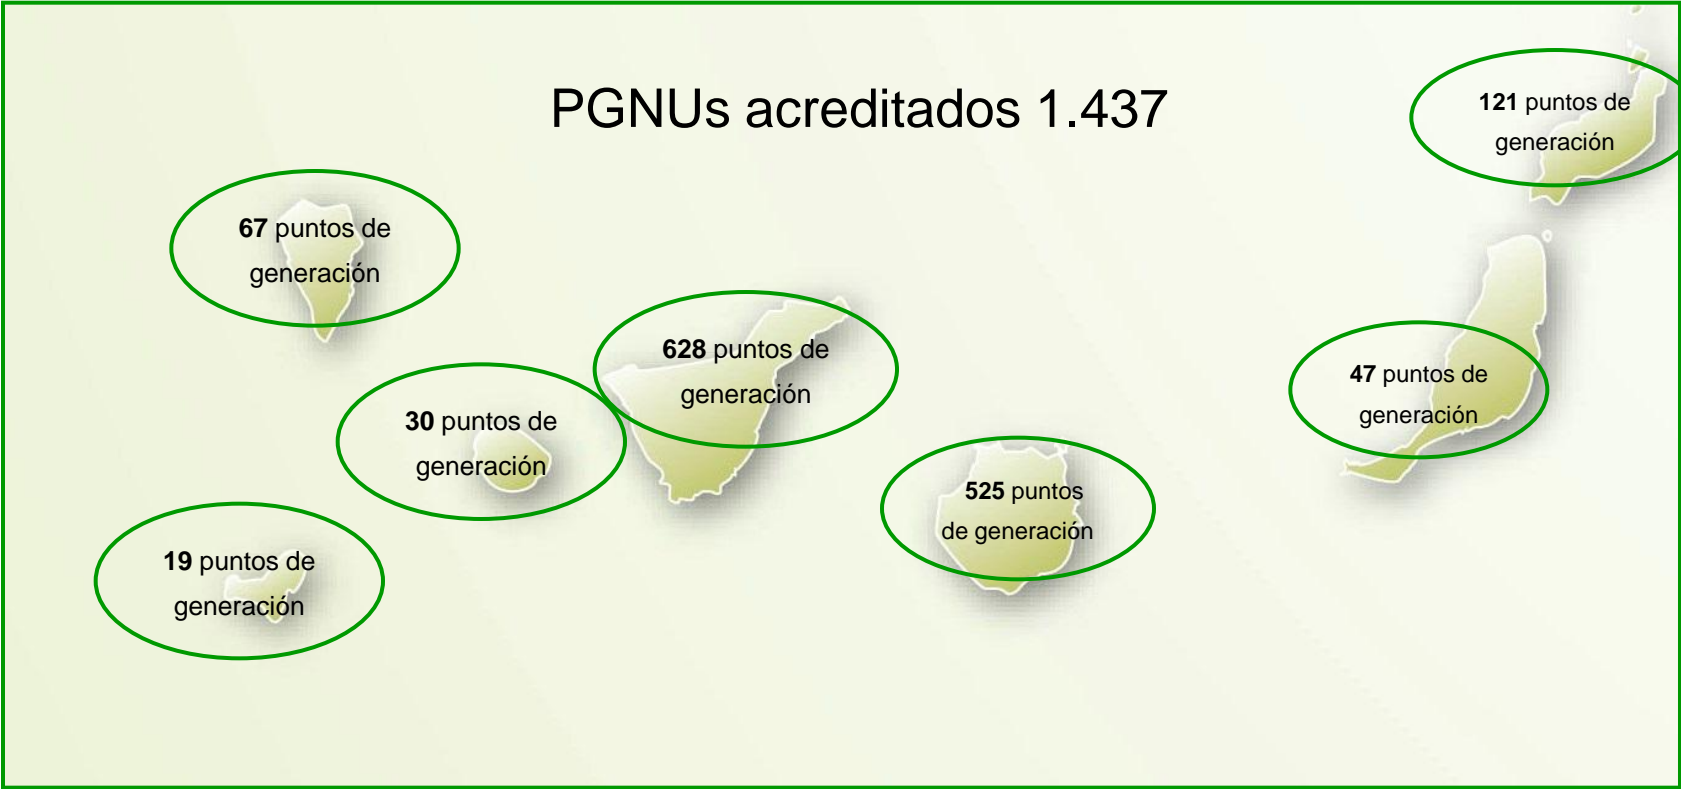 PGNUs acreditados 1.437
121 puntos de
generación
67 puntos de
generación
628 puntos de
generación
47 puntos de
generación
30 puntos de
generación
525 puntos
de generación
19 puntos de
generación